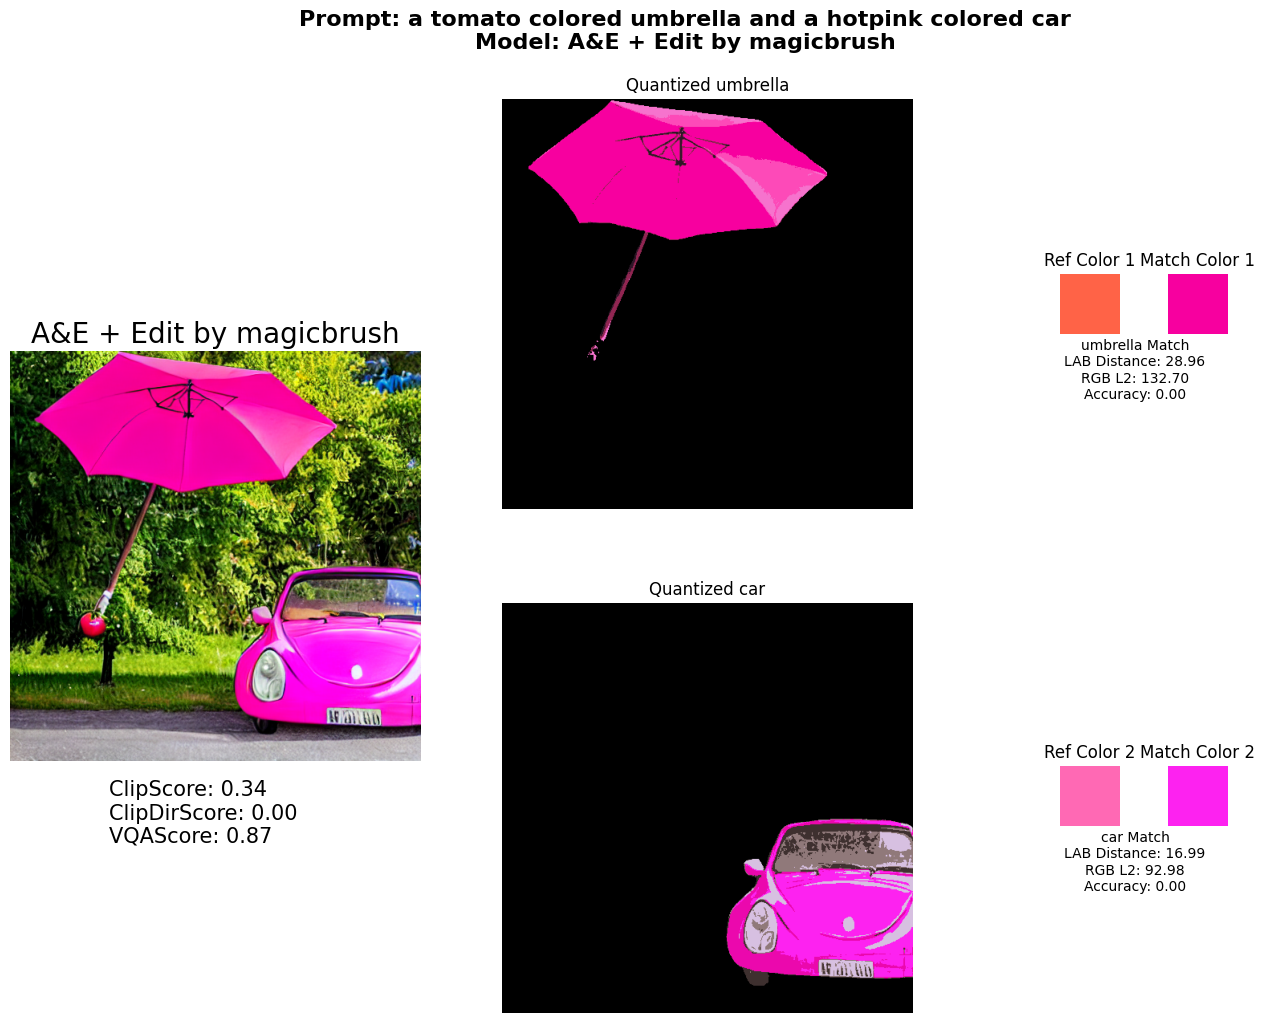 Prompt: a tomato colored umbrella and a hotpink colored car
Model: A&E + Edit by magicbrush
A&E + Edit by magicbrush
ClipScore: 0.34
ClipDirScore: 0.00
VQAScore: 0.87
Quantized umbrella
Ref Color 1 Match Color 1
umbrella Match
LAB Distance: 28.96
RGB L2: 132.70
Accuracy: 0.00
Quantized car
Ref Color 2 Match Color 2
car Match
LAB Distance: 16.99
RGB L2: 92.98
Accuracy: 0.00